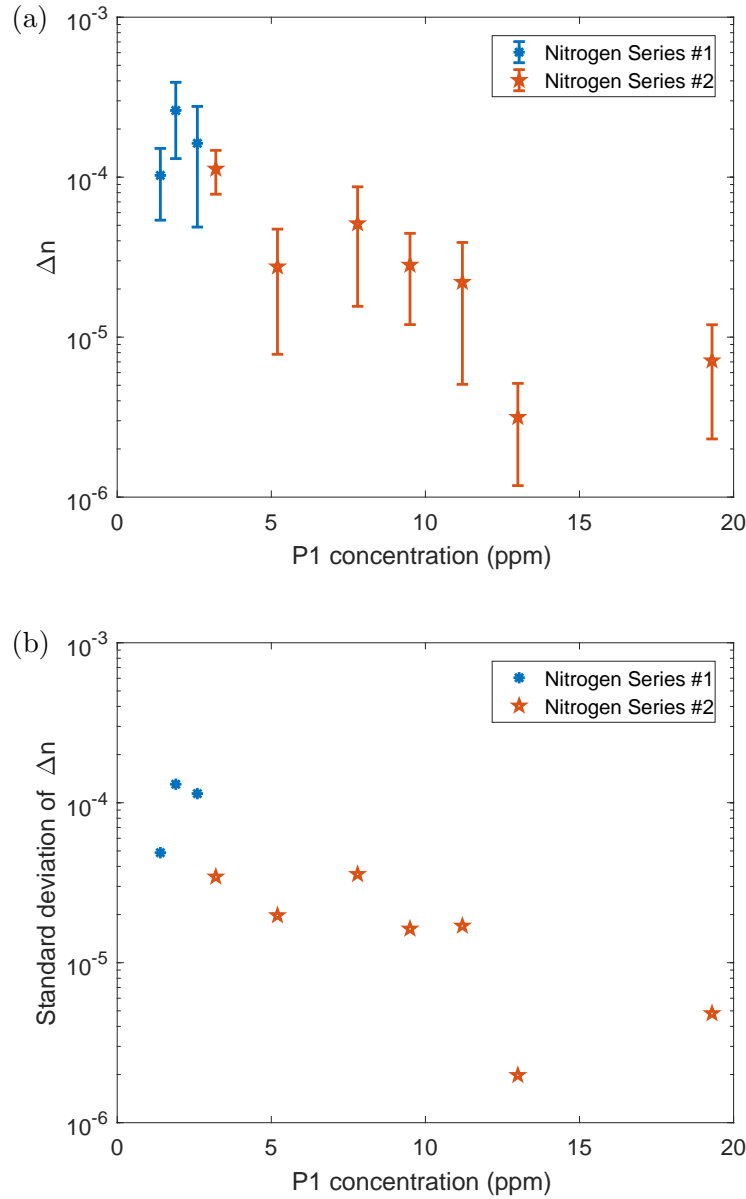 (a)
10^-3
10^-4
10^-5
10^-6
Δn
Nitrogen Series #1
Nitrogen Series #2
0 5 10 15 20
P1 concentration (ppm)
(b)
10^-3
10^-4
10^-5
10^-6
Standard deviation of Δn
Nitrogen Series #1
Nitrogen Series #2
0 5 10 15 20
P1 concentration (ppm)